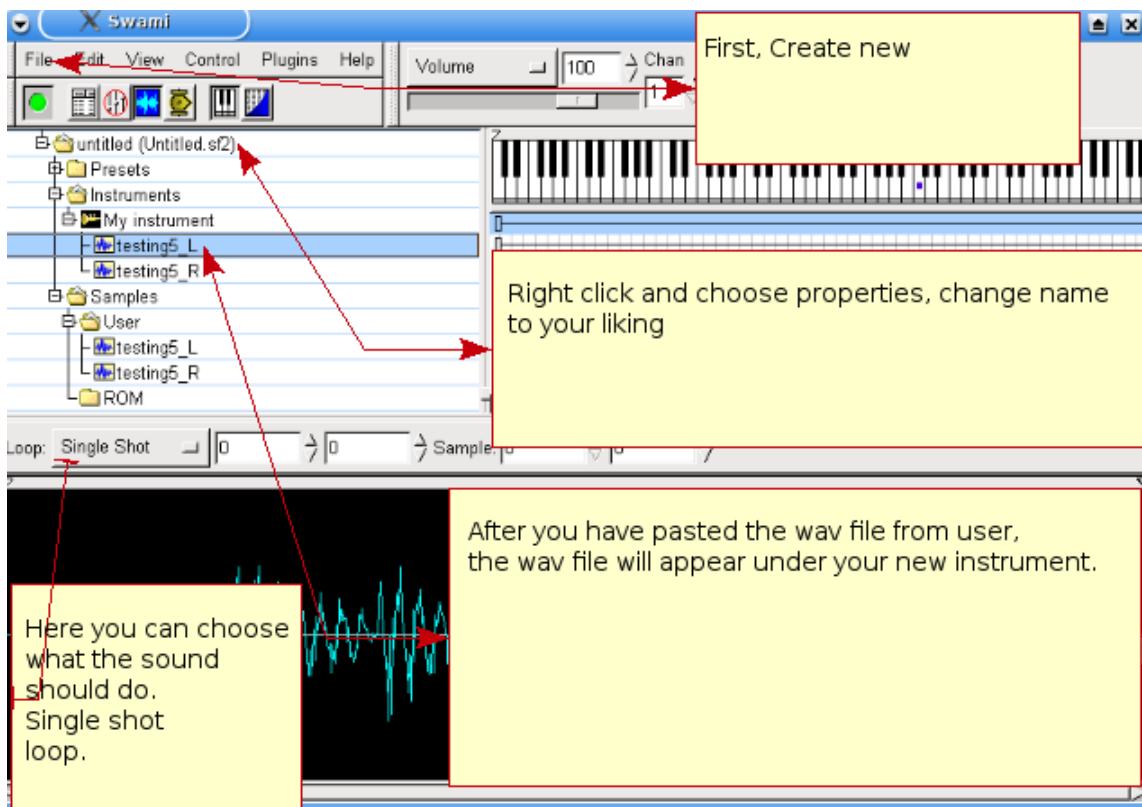 Swami
File Edit View Control Plugins Help
Volume 100 Chan
1
First, Create new
untitled (Untitled.sf2)
Presets
Instruments
My instrument
testing5_L
testing5_R
Samples
User
testing5_L
testing5_R
ROM
Right click and choose properties, change name
to your liking
Loop: Single Shot 0 0 Sample: 0 0
After you have pasted the wav file from user,
the wav file will appear under your new instrument.
Here you can choose
what the sound
should do.
Single shot
loop.